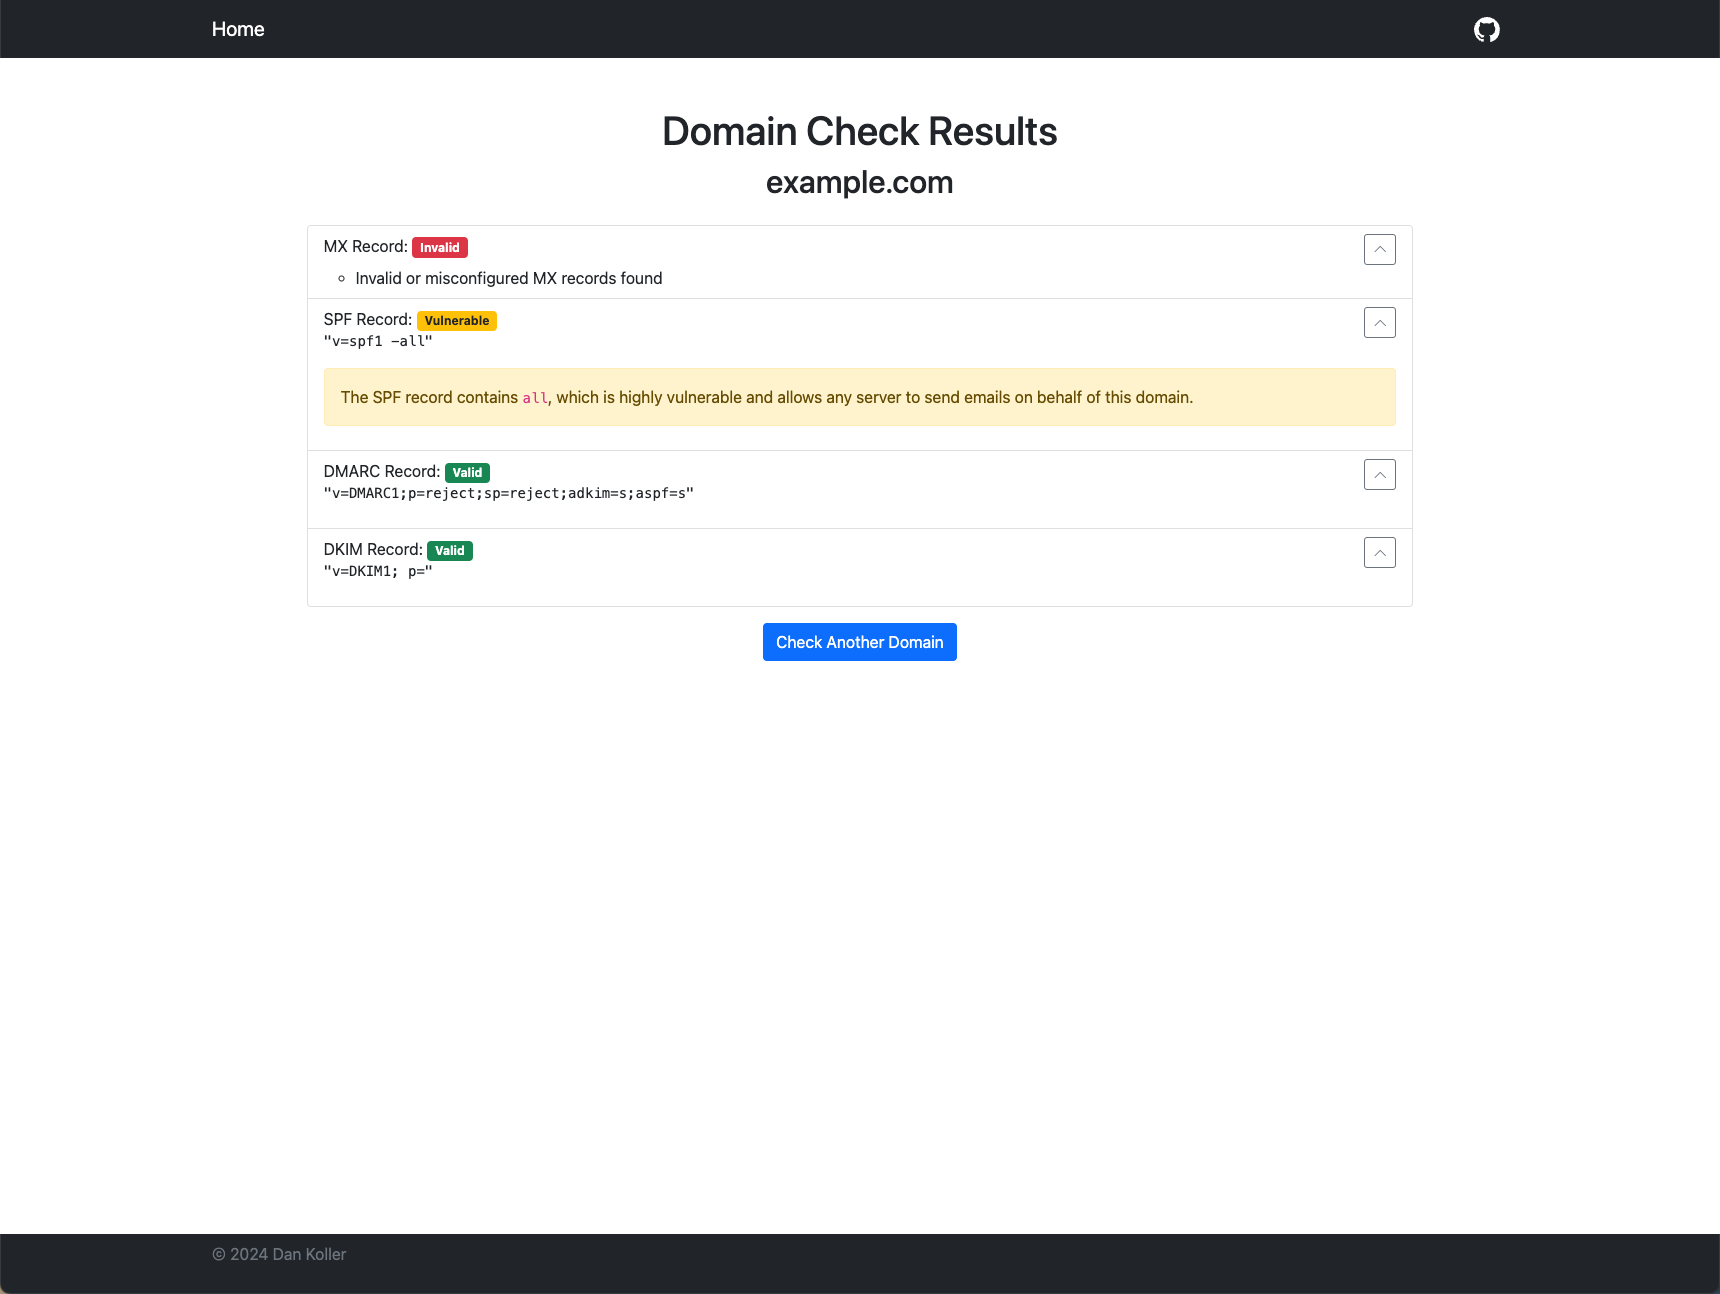 Home
Domain Check Results
example.com
MX Record: Invalid
Invalid or misconfigured MX records found
SPF Record: Vulnerable
"v=spf1 -all"
The SPF record contains all, which is highly vulnerable and allows any server to send emails on behalf of this domain.
DMARC Record: Valid
"v=DMARC1;p=reject;sp=reject;adkim=s;aspf=s"
DKIM Record: Valid
"v=DKIM1; p="
Check Another Domain
© 2024 Dan Koller